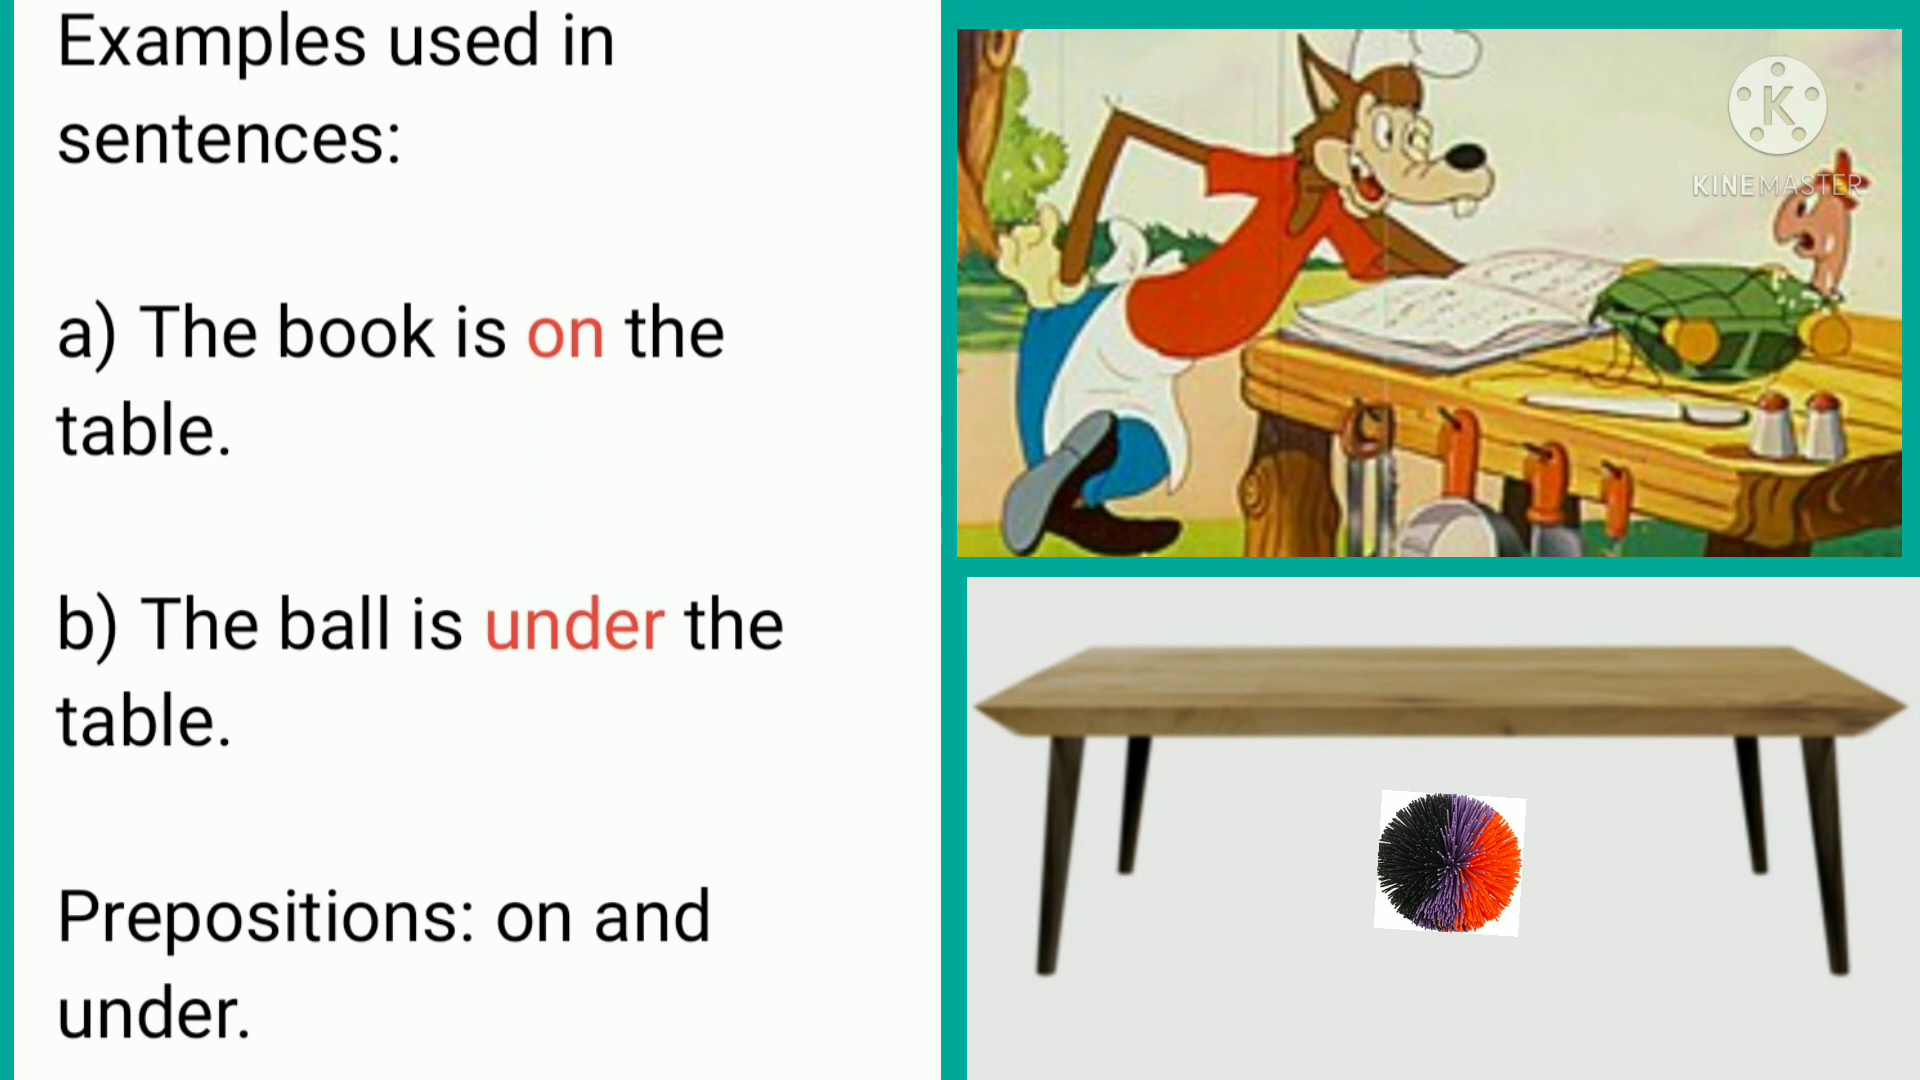 Examples used in
sentences:
a) The book is on the
table.
b) The ball is under the
table.
Prepositions: on and
under.
K
KINEMASTER